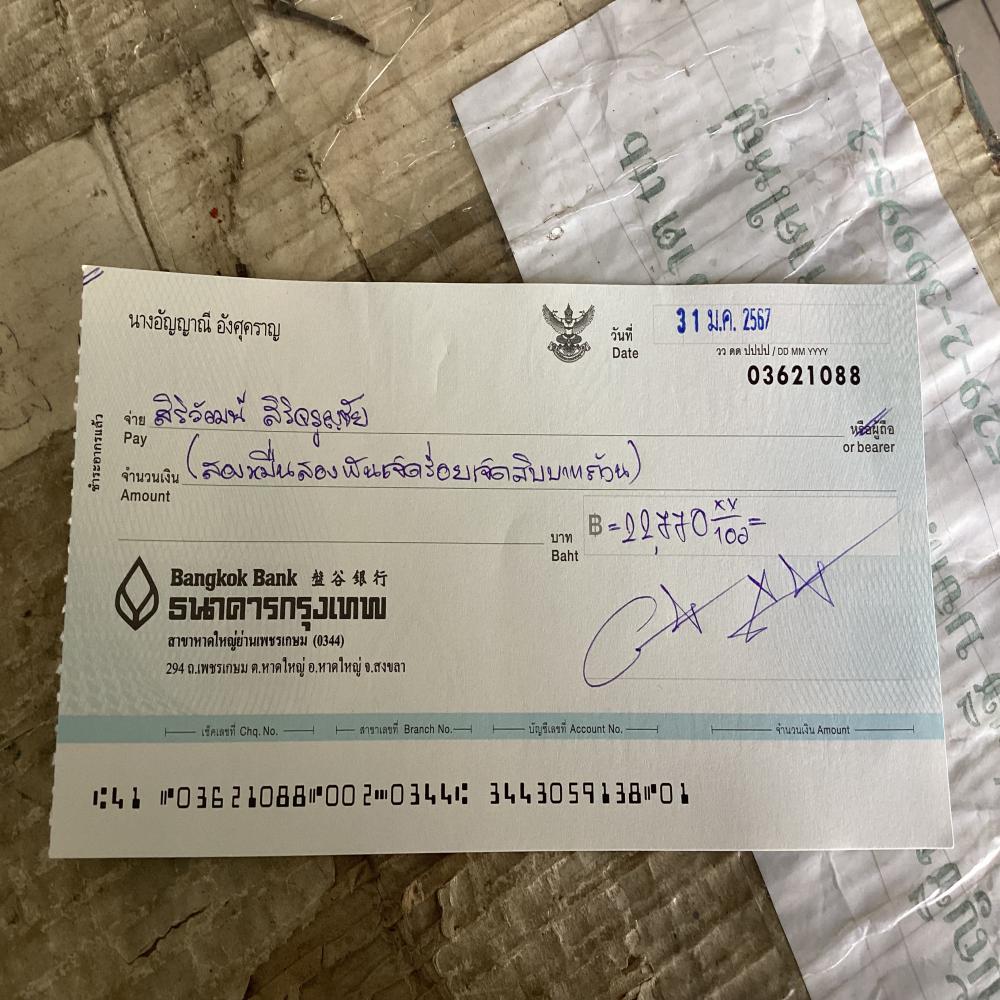 นางอัญญาณี อังศุคราญ
วันที่ 31 ม.ค. 2567
Date วว ดด ปปปป / DD MM YYYY
03621088
จ่าย สิริวัฒน์ สิริจรูญชัย หรือผู้ถือ
Pay or bearer
ชำระอากรแล้ว
จำนวนเงิน (สองหมื่นสองพันเจ็ดร้อยเจ็ดสิบบาทถ้วน)
Amount
บาท ฿ =22,770 xx/100=
Baht
Bangkok Bank 盤谷銀行
ธนาคารกรุงเทพ
สาขาหาดใหญ่ย่านเพชรเกษม (0344)
294 ถ.เพชรเกษม ต.หาดใหญ่ อ.หาดใหญ่ จ.สงขลา
เช็คเลขที่ Chq. No. สาขาเลขที่ Branch No. บัญชีเลขที่ Account No. จำนวนเงิน Amount
⑆41 ⑈03621088⑈002⑉0344⑆ 3443059138⑈01